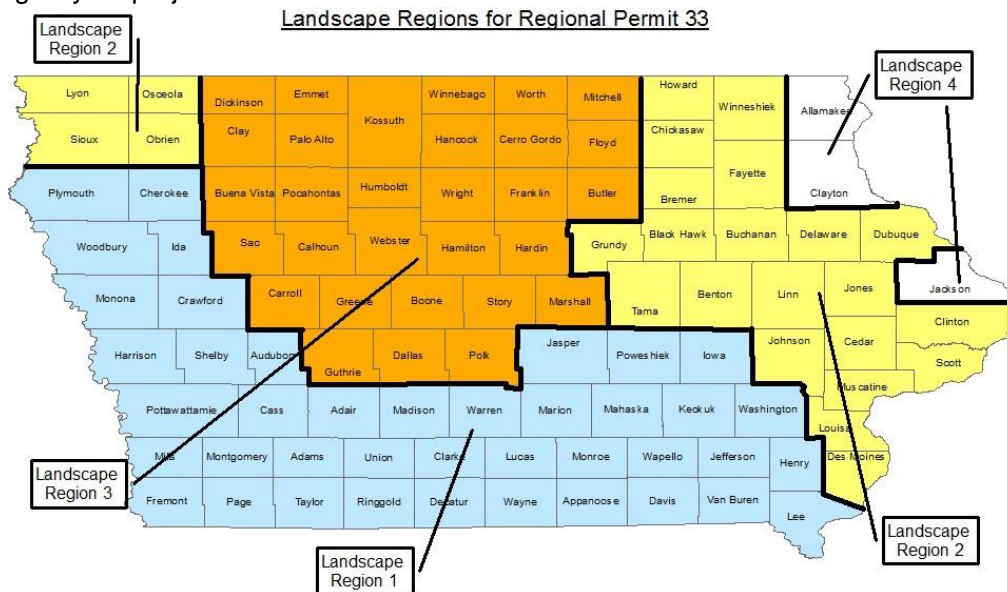 Landscape Regions for Regional Permit 33
Landscape
Region 2
Landscape
Region 4
Lyon Osceola Dickinson Emmet Kossuth Winnebago Worth Mitchell Howard Winneshiek Allamakee
Sioux Obrien Clay Palo Alto Hancock Cerro Gordo Floyd Chickasaw Fayette Clayton
Plymouth Cherokee Buena Vista Pocahontas Humboldt Wright Franklin Butler Bremer
Woodbury Ida Sac Calhoun Webster Hamilton Hardin Grundy Black Hawk Buchanan Delaware Dubuque
Monona Crawford Carroll Greene Boone Story Marshall Tama Benton Linn Jones Jackson
Harrison Shelby Audubon Guthrie Dallas Polk Jasper Poweshiek Iowa Johnson Cedar Clinton
Scott
Muscatine
Pottawattamie Cass Adair Madison Warren Marion Mahaska Keokuk Washington Louisa
Mills Montgomery Adams Union Clarke Lucas Monroe Wapello Jefferson Henry Des Moines
Fremont Page Taylor Ringgold Decatur Wayne Appanoose Davis Van Buren Lee
Landscape
Region 3
Landscape
Region 1
Landscape
Region 2